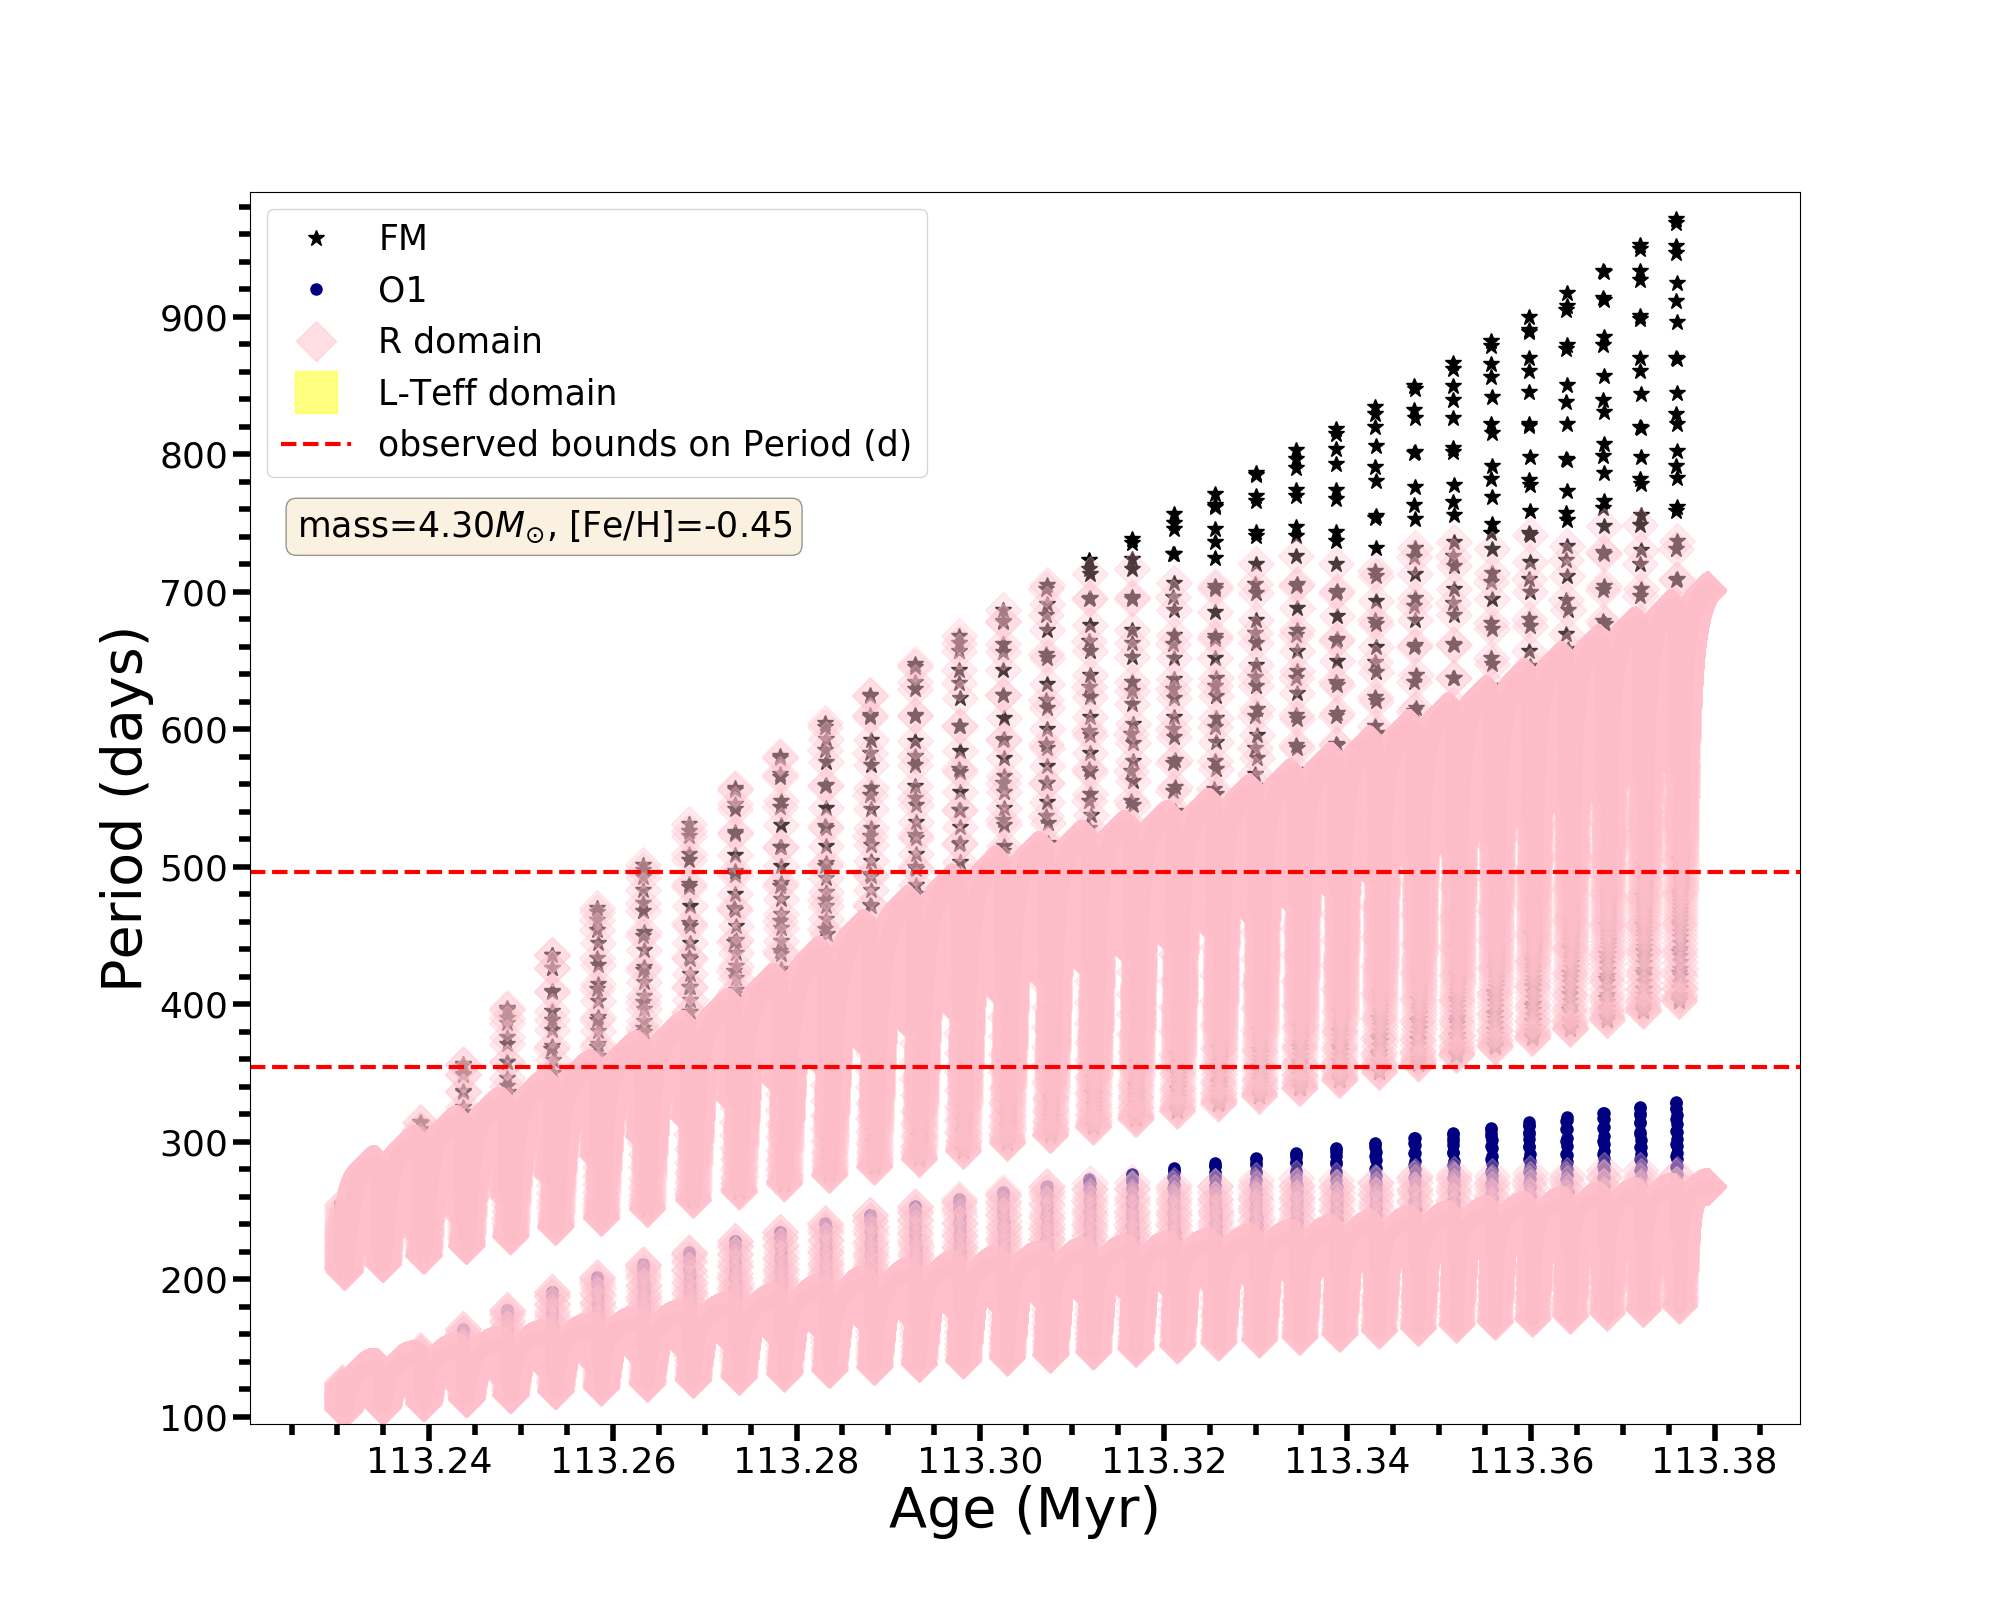 FM
O1
R domain
L-Teff domain
observed bounds on Period (d)
mass=4.30M⊙, [Fe/H]=-0.45
900
800
700
600
500
400
300
200
100
Period (days)
113.24 113.26 113.28 113.30 113.32 113.34 113.36 113.38
Age (Myr)